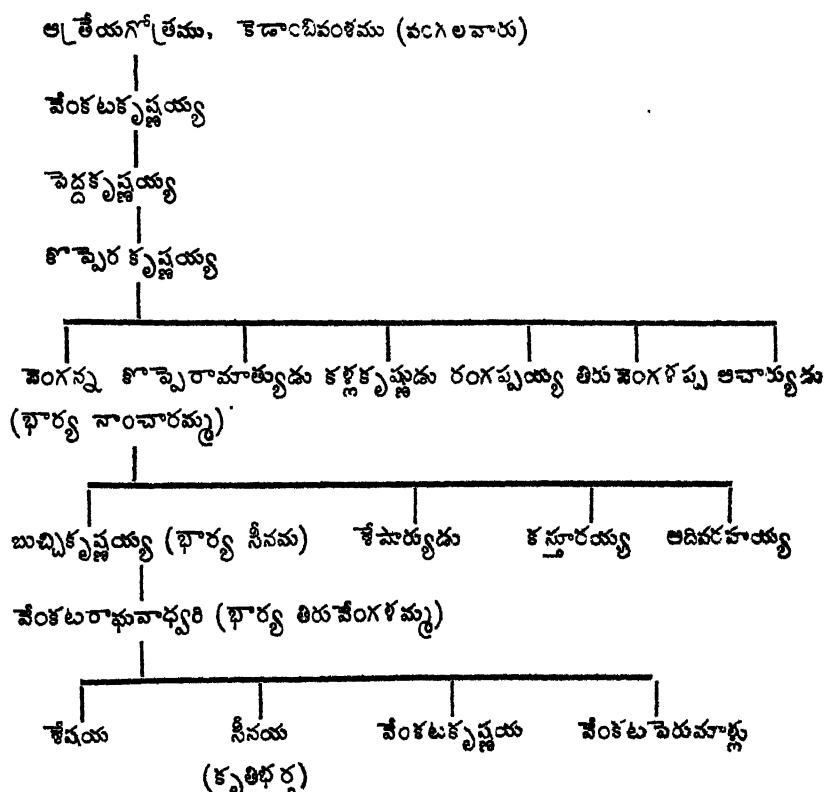 ఆత్రేయగోత్రము, కెడాంబివంశము (వంగలవారు)
వేంకటకృష్ణయ్య
పెద్దకృష్ణయ్య
కొప్పెర కృష్ణయ్య
వెంగన్న కొప్పెరామాత్యుడు కళ్లకృష్ణుడు రంగప్పయ్య తిరువెంగళప్ప ఆచార్యుడు
(భార్య నాంచారమ్మ)
బుచ్చికృష్ణయ్య (భార్య సీనమ) శేషార్యుడు కస్తూరయ్య ఆదివరహయ్య
వేంకటరాఘవాధ్వరి (భార్య తిరువేంగళమ్మ)
శేషయ సీనయ వేంకటకృష్ణయ వేంకటపెరుమాళ్లు
(కృతిభర్త)